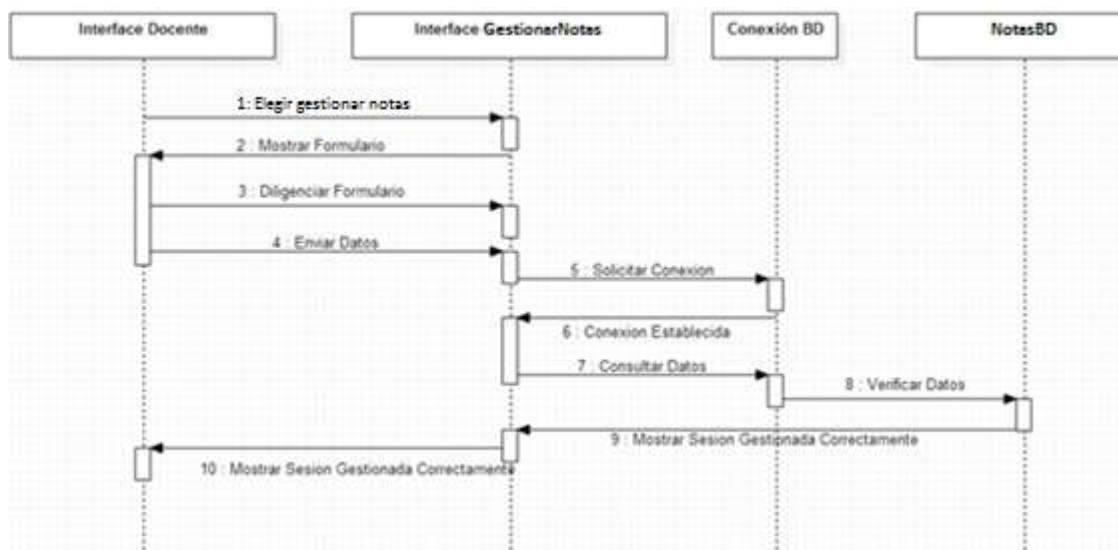 Interface Docente
Interface GestionarNotas
Conexión BD
NotasBD
1: Elegir gestionar notas
2 : Mostrar Formulario
3 : Diligenciar Formulario
4 : Enviar Datos
5 : Solicitar Conexion
6 : Conexion Establecida
7 : Consultar Datos
8 : Verificar Datos
9 : Mostrar Sesion Gestionada Correctamente
10 : Mostrar Sesion Gestionada Correctamente